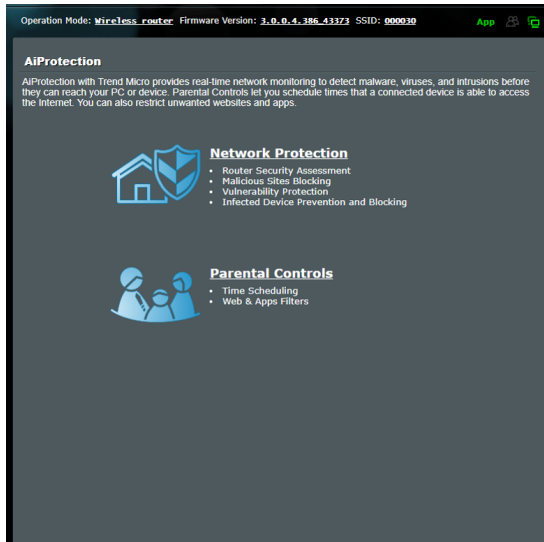 Operation Mode: Wireless router Firmware Version: 3.0.0.4.386_43373 SSID: 000030 App
AiProtection
AiProtection with Trend Micro provides real-time network monitoring to detect malware, viruses, and intrusions before
they can reach your PC or device. Parental Controls let you schedule times that a connected device is able to access
the Internet. You can also restrict unwanted websites and apps.
Network Protection
• Router Security Assessment
• Malicious Sites Blocking
• Vulnerability Protection
• Infected Device Prevention and Blocking
Parental Controls
• Time Scheduling
• Web & Apps Filters